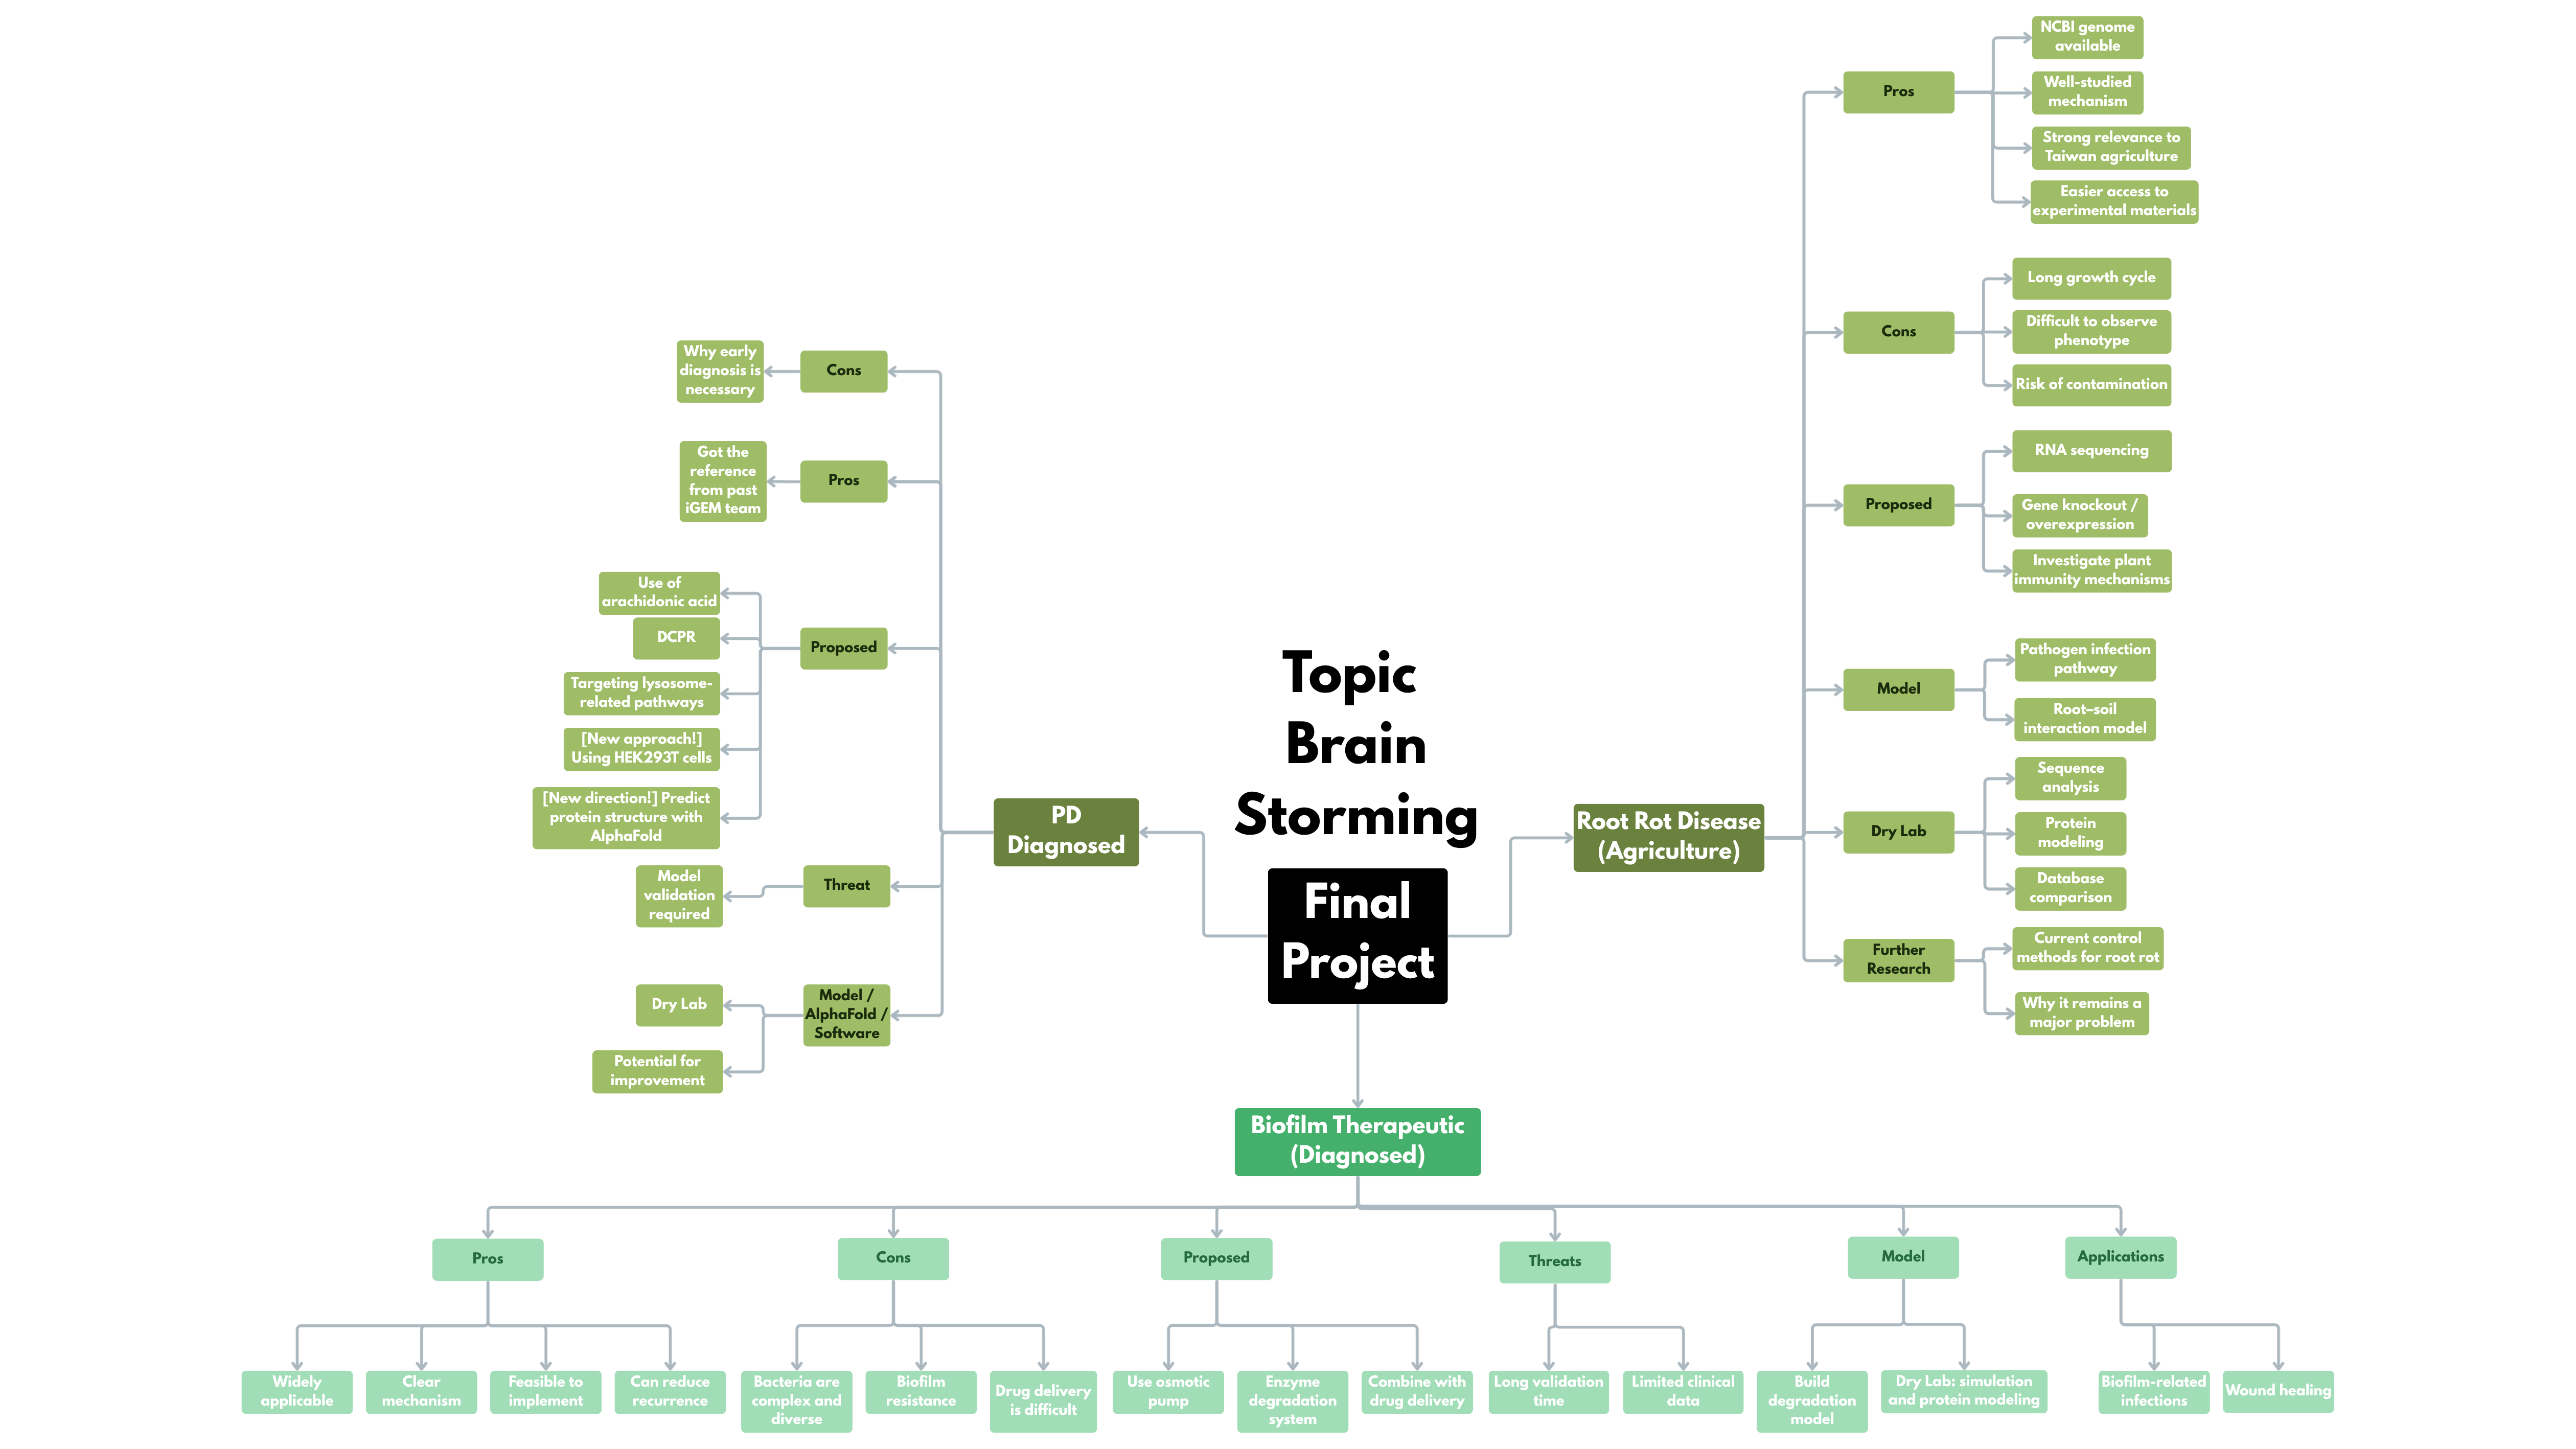 Topic
Brain
Storming
Final
Project
PD
Diagnosed
Cons
Why early
diagnosis is
necessary
Pros
Got the
reference
from past
iGEM team
Proposed
Use of
arachidonic acid
DCPR
Targeting lysosome-
related pathways
[New approach!]
Using HEK293T cells
[New direction!] Predict
protein structure with
AlphaFold
Threat
Model
validation
required
Model /
AlphaFold /
Software
Dry Lab
Potential for
improvement
Root Rot Disease
(Agriculture)
Pros
NCBI genome
available
Well-studied
mechanism
Strong relevance to
Taiwan agriculture
Easier access to
experimental materials
Cons
Long growth cycle
Difficult to observe
phenotype
Risk of contamination
Proposed
RNA sequencing
Gene knockout /
overexpression
Investigate plant
immunity mechanisms
Model
Pathogen infection
pathway
Root–soil
interaction model
Dry Lab
Sequence
analysis
Protein
modeling
Database
comparison
Further
Research
Current control
methods for root rot
Why it remains a
major problem
Biofilm Therapeutic
(Diagnosed)
Pros
Widely
applicable
Clear
mechanism
Feasible to
implement
Can reduce
recurrence
Cons
Bacteria are
complex and
diverse
Biofilm
resistance
Drug delivery
is difficult
Proposed
Use osmotic
pump
Enzyme
degradation
system
Combine with
drug delivery
Threats
Long validation
time
Limited clinical
data
Model
Build
degradation
model
Dry Lab: simulation
and protein modeling
Applications
Biofilm-related
infections
Wound healing